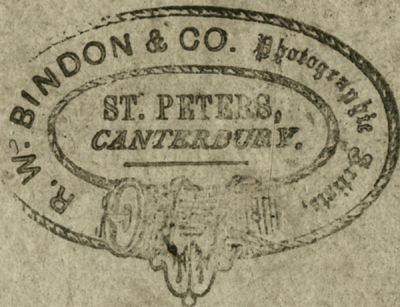 R. W. BINDON & CO. Photographic Artists,
ST. PETERS,
CANTERBURY.